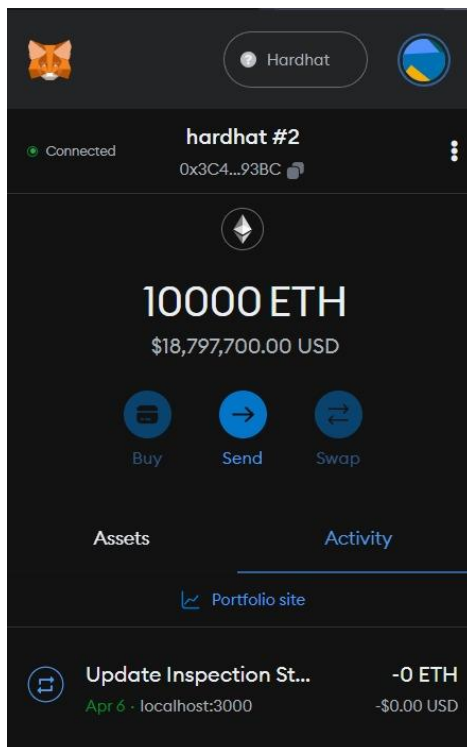 Hardhat
Connected
hardhat #2
0x3C4...93BC
10000 ETH
$18,797,700.00 USD
Buy Send Swap
Assets Activity
Portfolio site
Update Inspection St... -0 ETH
Apr 6 · localhost:3000 -$0.00 USD